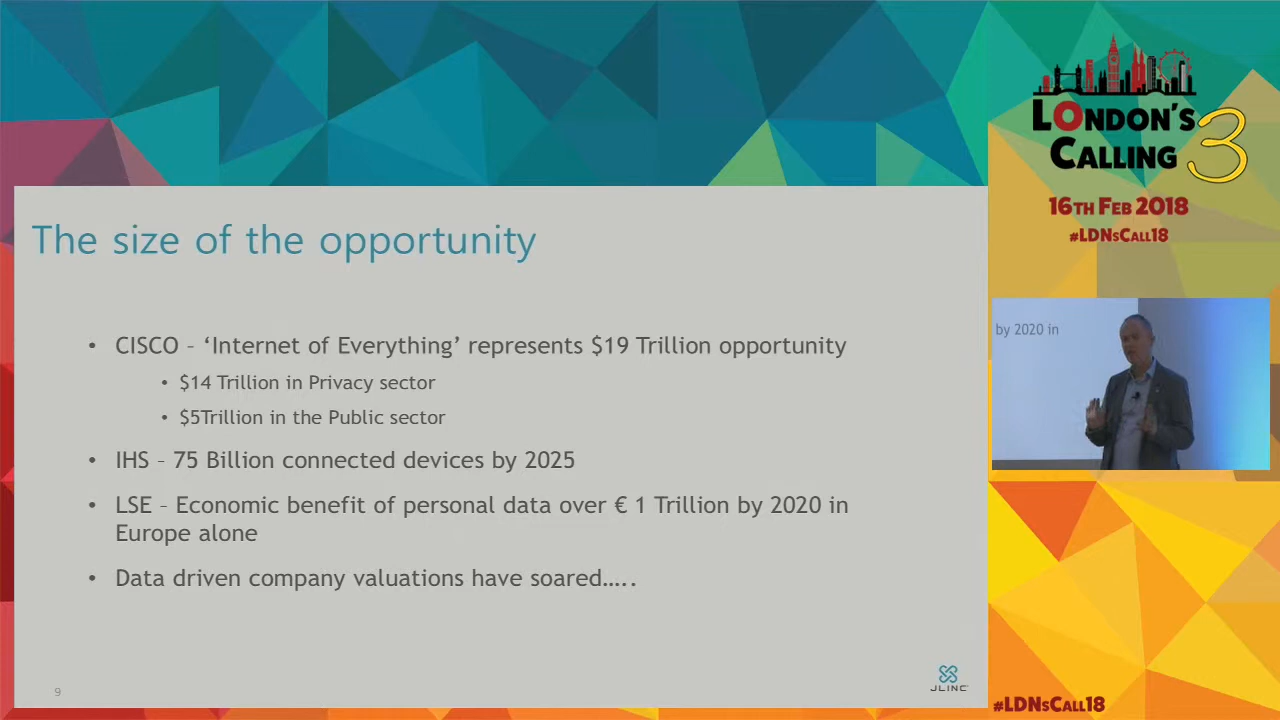 The size of the opportunity
• CISCO – ‘Internet of Everything’ represents $19 Trillion opportunity
• $14 Trillion in Privacy sector
• $5Trillion in the Public sector
• IHS – 75 Billion connected devices by 2025
• LSE – Economic benefit of personal data over € 1 Trillion by 2020 in
Europe alone
• Data driven company valuations have soared…..
9
JLINC
LONDON'S
CALLING 3
16TH FEB 2018
#LDNsCALL18
by 2020 in
#LDNsCALL18